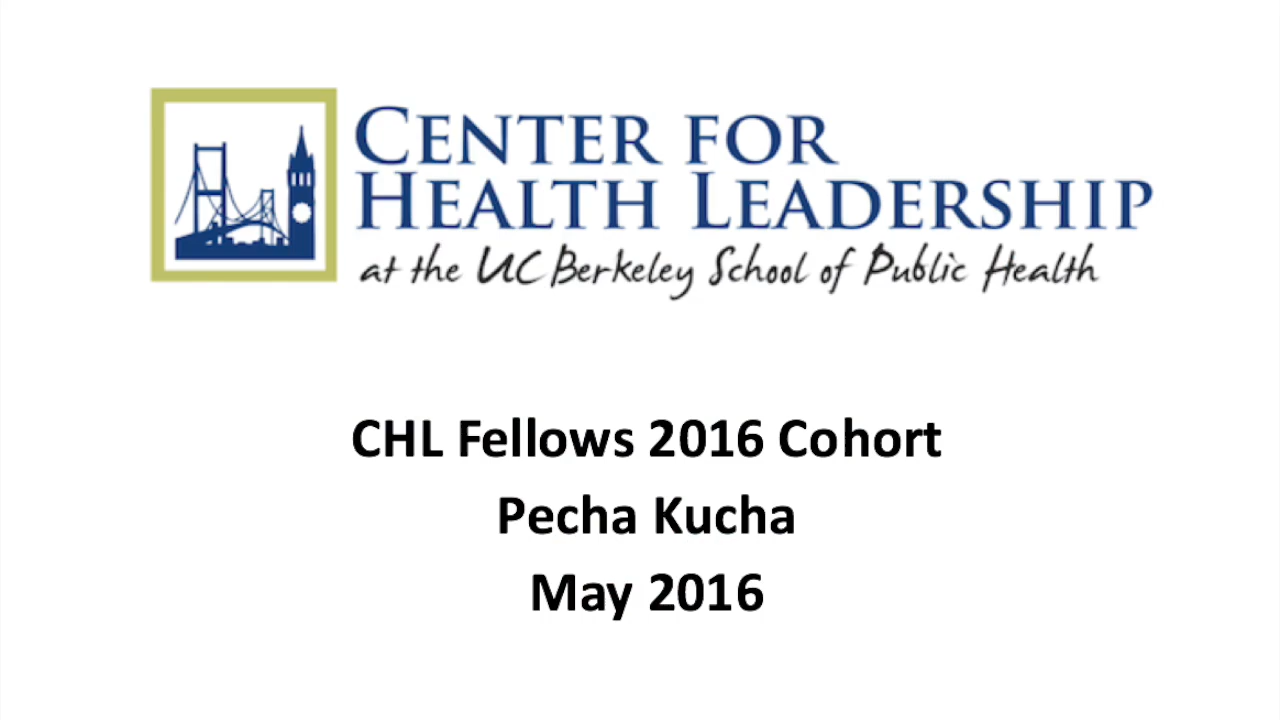 CENTER FOR
HEALTH LEADERSHIP
at the UC Berkeley School of Public Health
CHL Fellows 2016 Cohort
Pecha Kucha
May 2016